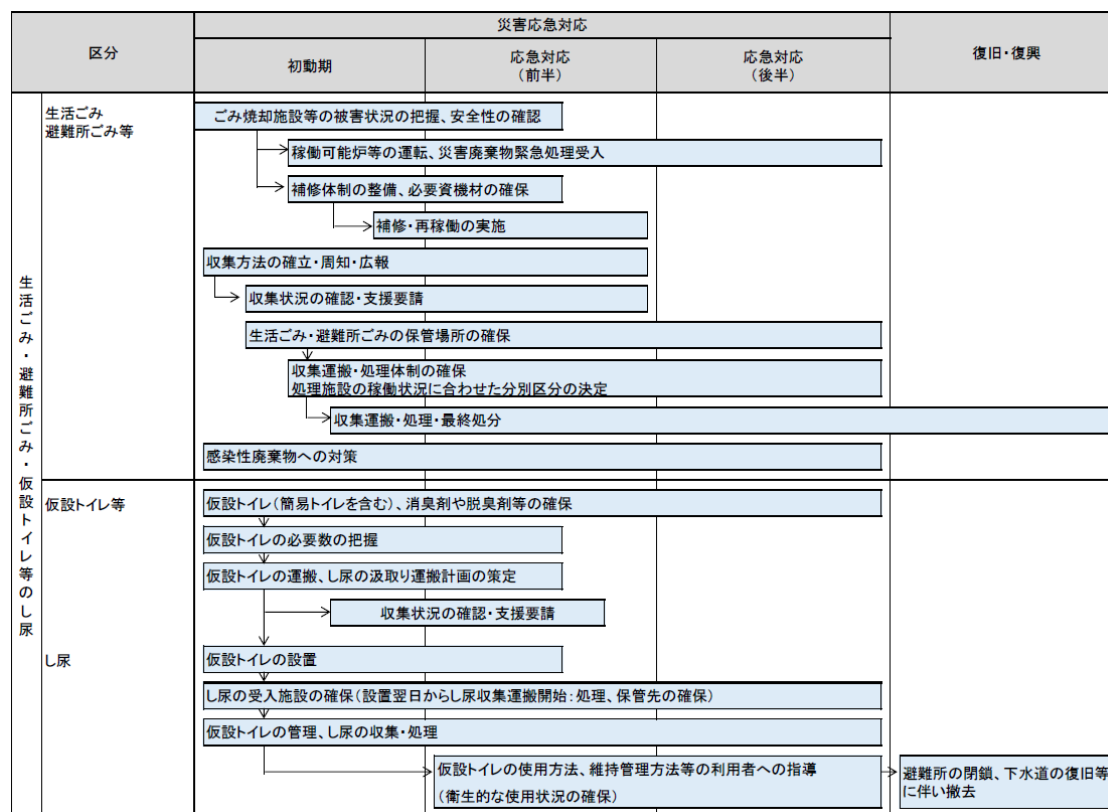 区分
災害応急対応
復旧・復興
初動期
応急対応
(前半)
応急対応
(後半)
生活ごみ・避難所ごみ・仮設トイレ等のし尿
生活ごみ
避難所ごみ等
ごみ焼却施設等の被害状況の把握、安全性の確認
稼働可能炉等の運転、災害廃棄物緊急処理受入
補修体制の整備、必要資機材の確保
補修・再稼働の実施
収集方法の確立・周知・広報
収集状況の確認・支援要請
生活ごみ・避難所ごみの保管場所の確保
収集運搬・処理体制の確保
処理施設の稼働状況に合わせた分別区分の決定
収集運搬・処理・最終処分
感染性廃棄物への対策
仮設トイレ等
仮設トイレ(簡易トイレを含む)、消臭剤や脱臭剤等の確保
仮設トイレの必要数の把握
仮設トイレの運搬、し尿の汲取り運搬計画の策定
収集状況の確認・支援要請
し尿
仮設トイレの設置
し尿の受入施設の確保(設置翌日からし尿収集運搬開始:処理、保管先の確保)
仮設トイレの管理、し尿の収集・処理
仮設トイレの使用方法、維持管理方法等の利用者への指導
(衛生的な使用状況の確保)
避難所の閉鎖、下水道の復旧等
に伴い撤去